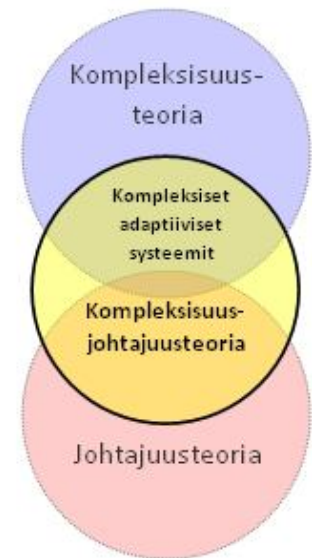 Kompleksisuus-
teoria
Kompleksiset
adaptiiviset
systeemit
Kompleksisuus-
johtajuusteoria
Johtajuusteoria